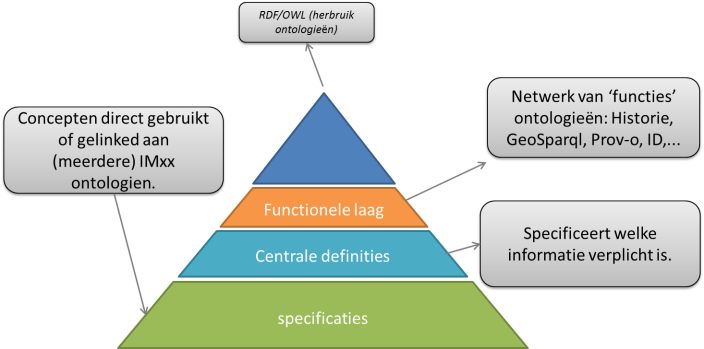 RDF/OWL (herbruik
ontologieën)
Concepten direct gebruikt
of gelinked aan
(meerdere) IMxx
ontologien.
Netwerk van ‘functies’
ontologieën: Historie,
GeoSparql, Prov-o, ID,...
Functionele laag
Centrale definities
Specificeert welke
informatie verplicht is.
specificaties